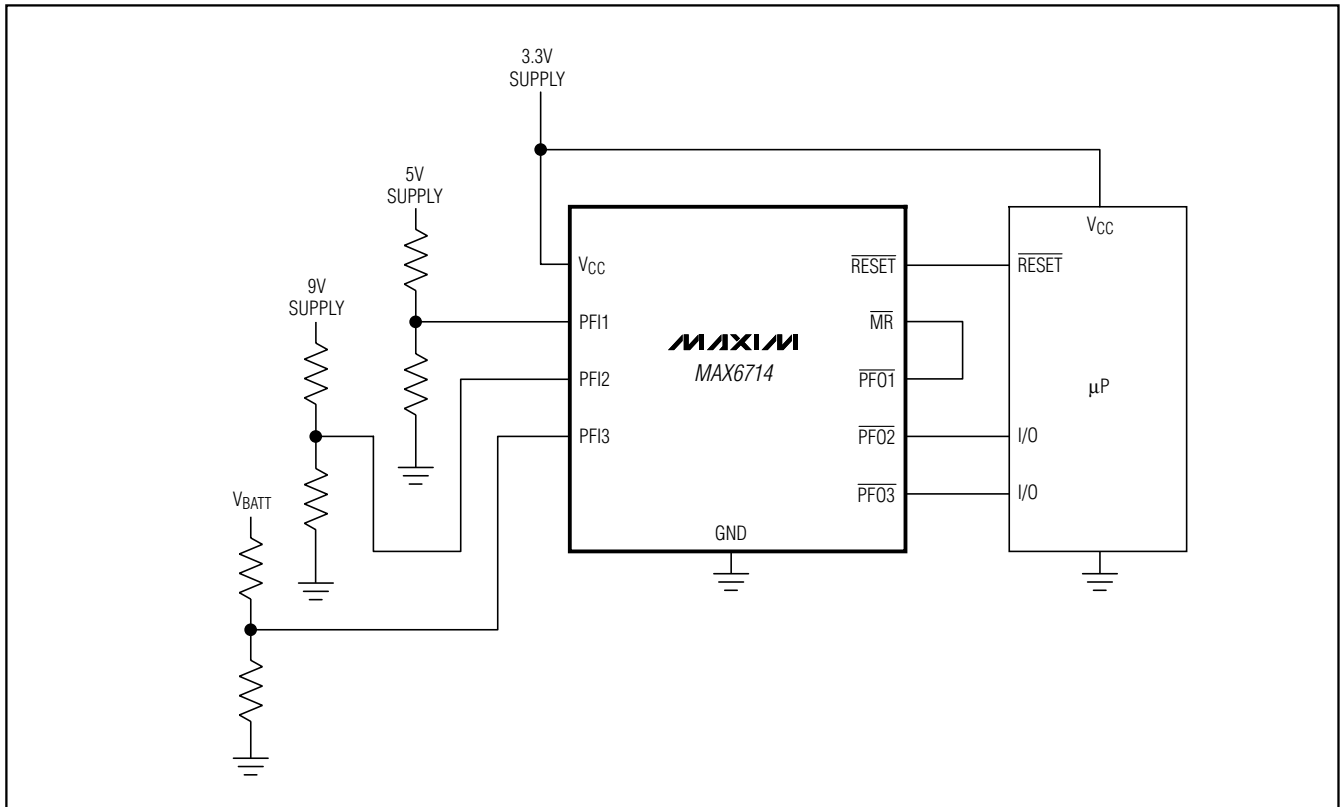 3.3V
SUPPLY
5V
SUPPLY
9V
SUPPLY
VBATT
VCC
PFI1
PFI2
PFI3
MAXIM
MAX6714
GND
RESET
MR
PFO1
PFO2
PFO3
VCC
RESET
μP
I/O
I/O